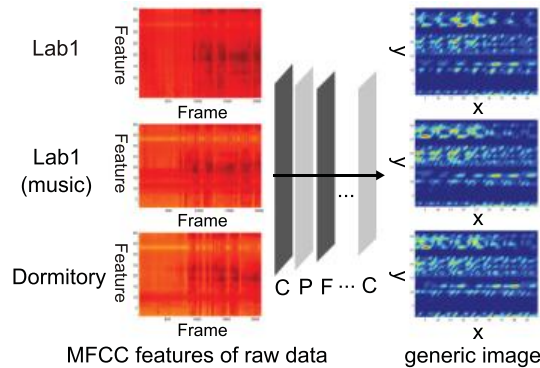 Lab1
Feature
Frame
y
x
Lab1
(music)
Feature
Frame
y
x
Dormitory
Feature
Frame
y
x
...
C P F ... C
MFCC features of raw data
generic image